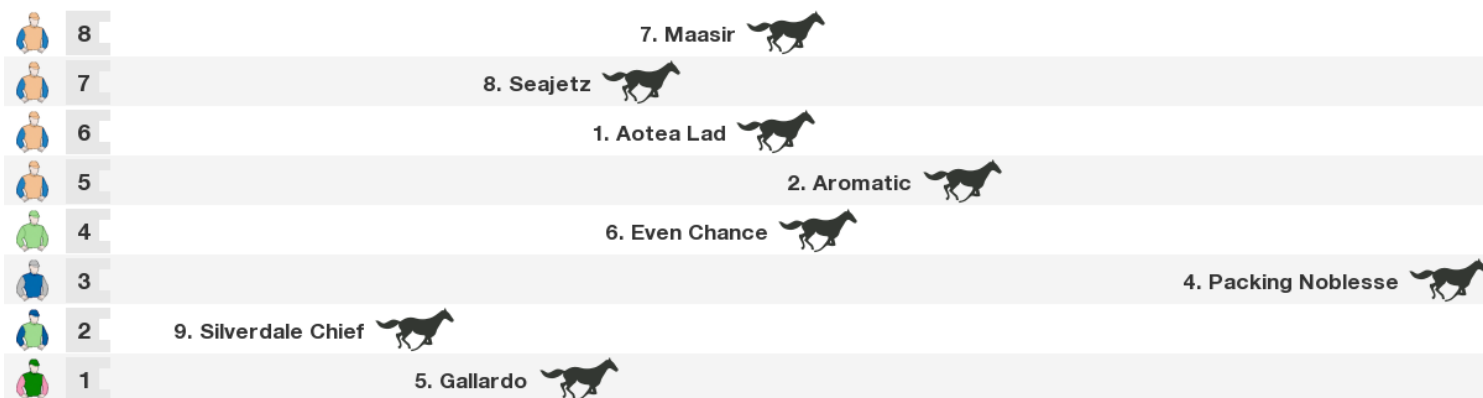 8 7. Maasir
7 8. Seajetz
6 1. Aotea Lad
5 2. Aromatic
4 6. Even Chance
3 4. Packing Noblesse
2 9. Silverdale Chief
1 5. Gallardo